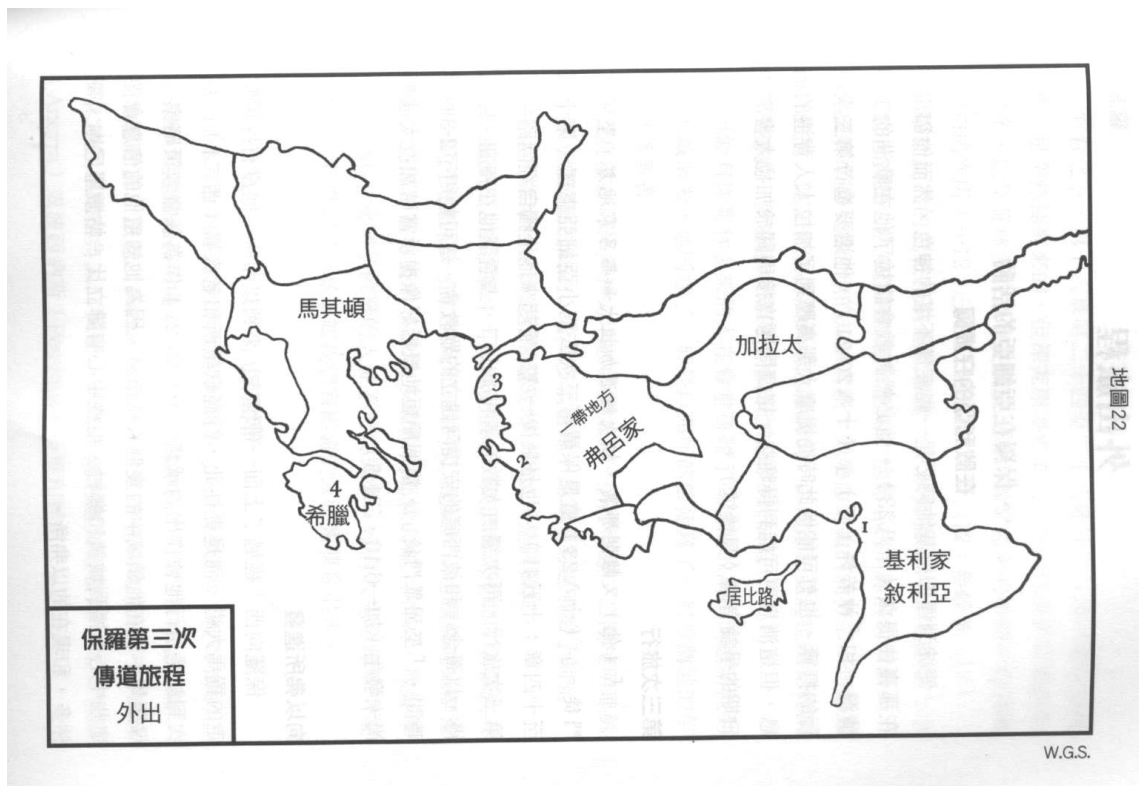 馬其頓
加拉太
3
一帶地方
弗呂家
2
4
希臘
1
基利家
敘利亞
居比路
保羅第三次
傳道旅程
外出
地圖22
W.G.S.